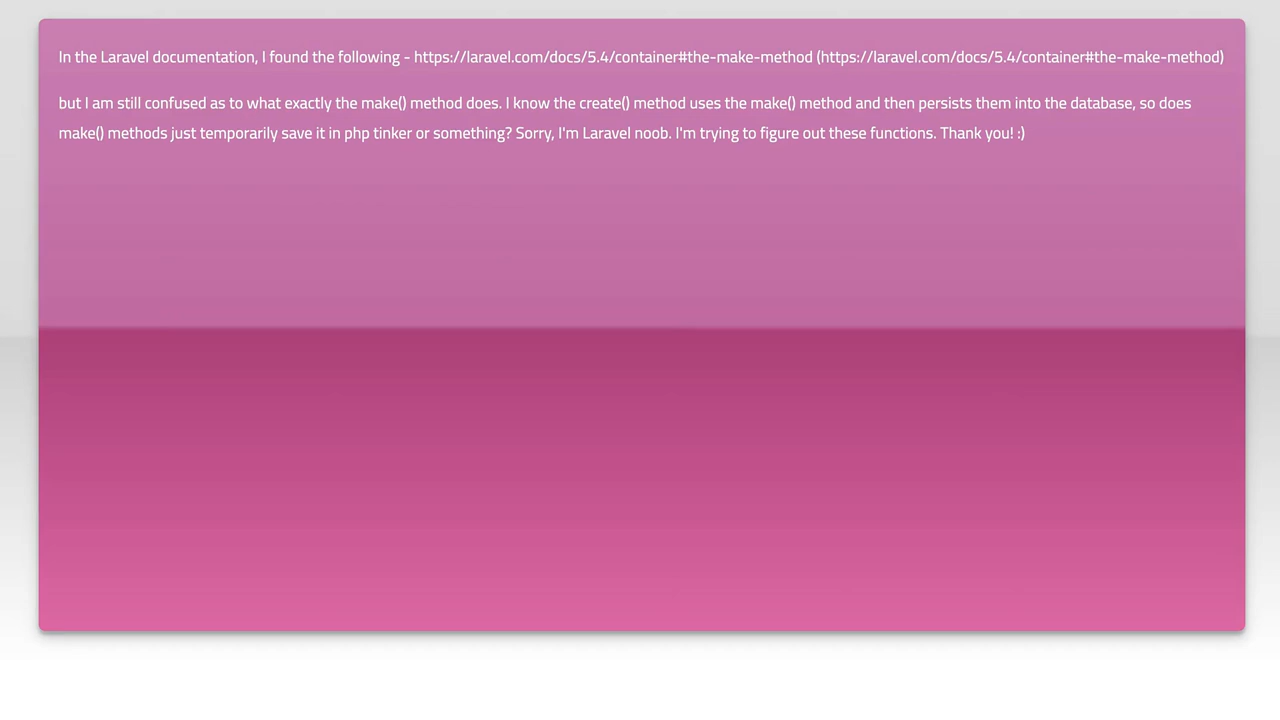 In the Laravel documentation, I found the following - https://laravel.com/docs/5.4/container#the-make-method (https://laravel.com/docs/5.4/container#the-make-method)
but I am still confused as to what exactly the make() method does. I know the create() method uses the make() method and then persists them into the database, so does
make() methods just temporarily save it in php tinker or something? Sorry, I'm Laravel noob. I'm trying to figure out these functions. Thank you! :)